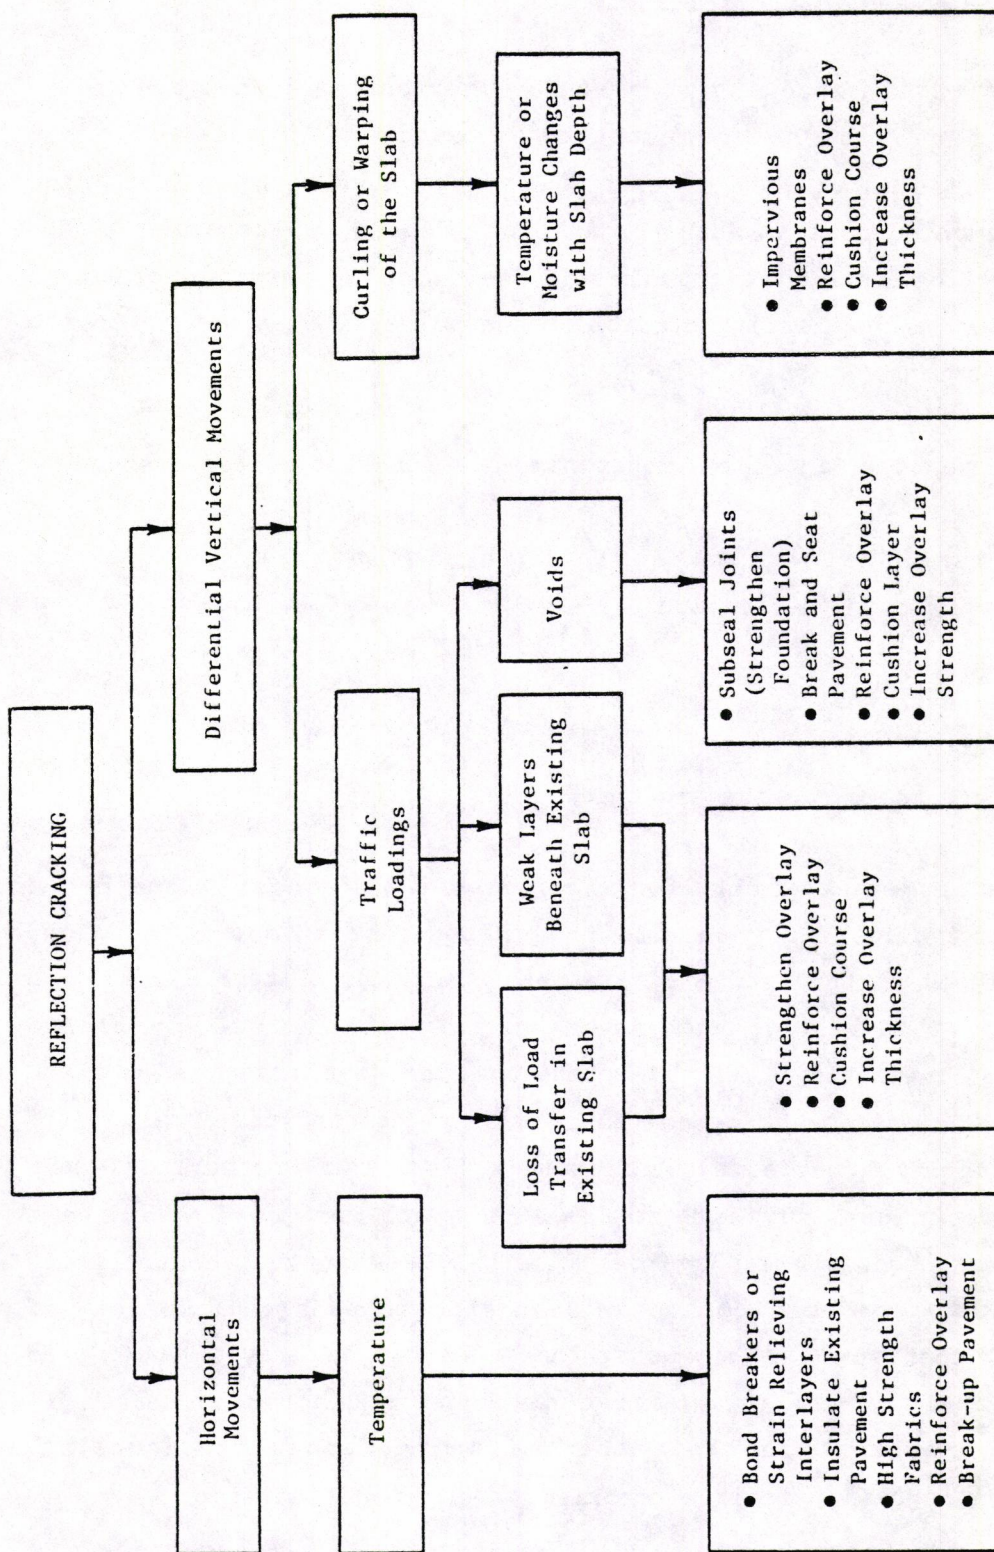 REFLECTION CRACKING
Horizontal
Movements
Differential Vertical Movements
Temperature
Traffic
Loadings
Curling or Warping
of the Slab
Loss of Load
Transfer in
Existing Slab
Weak Layers
Beneath Existing
Slab
Voids
Temperature or
Moisture Changes
with Slab Depth
● Bond Breakers or
Strain Relieving
Interlayers
● Insulate Existing
Pavement
● High Strength
Fabrics
● Reinforce Overlay
● Break-up Pavement
● Strengthen Overlay
● Reinforce Overlay
● Cushion Course
● Increase Overlay
Thickness
● Subseal Joints
(Strengthen
Foundation)
● Break and Seat
Pavement
● Reinforce Overlay
● Cushion Layer
● Increase Overlay
Strength
● Impervious
Membranes
● Reinforce Overlay
● Cushion Course
● Increase Overlay
Thickness